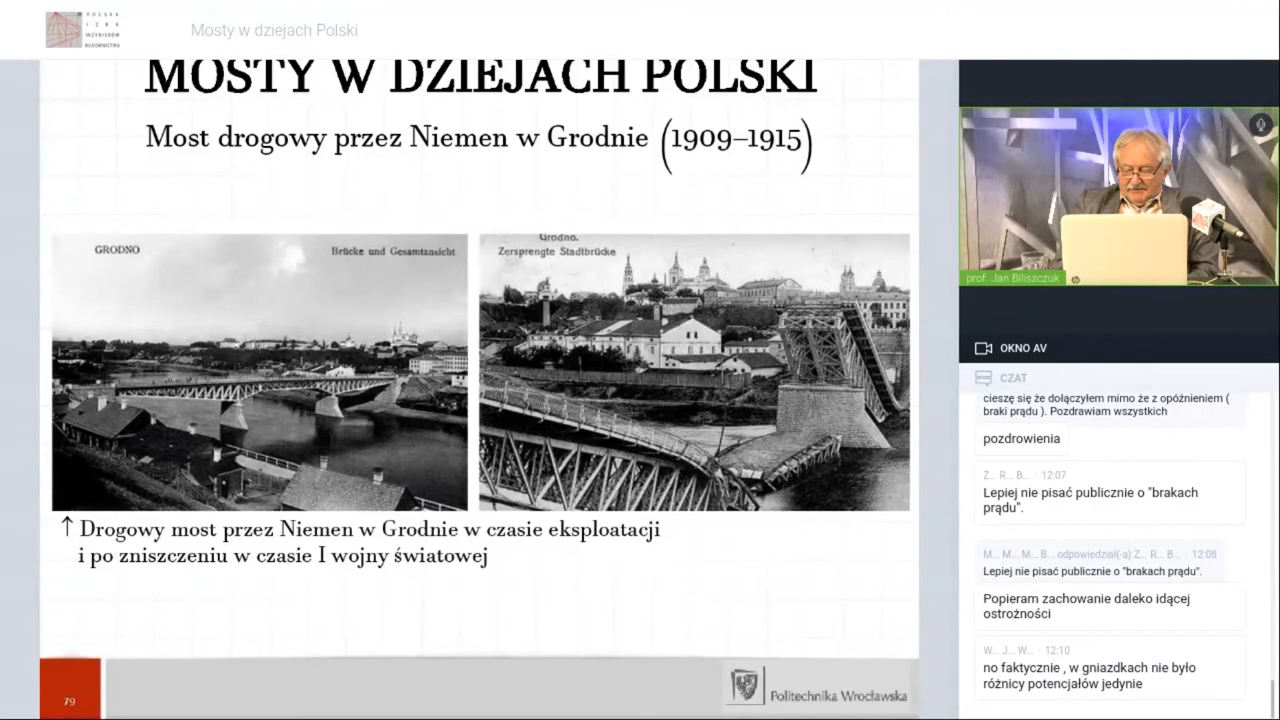 POLSKA
IZBA
INŻYNIERÓW
BUDOWNICTWA
Mosty w dziejach Polski
MOSTY W DZIEJACH POLSKI
Most drogowy przez Niemen w Grodnie (1909–1915)
GRODNO
Brücke und Gesamtansicht
Grodno.
Zersprengte Stadtbrücke
↑ Drogowy most przez Niemen w Grodnie w czasie eksploatacji
i po zniszczeniu w czasie I wojny światowej
79
Politechnika Wrocławska
prof. Jan Biliszczuk
OKNO AV
CZAT
cieszę się że dołączyłem mimo że z opóźnieniem (
braki prądu ). Pozdrawiam wszystkich
pozdrowienia
Z... R... B... · 12:07
Lepiej nie pisać publicznie o "brakach
prądu".
M... M... M... B... odpowiedział(-a) Z... R... B... · 12:08
Lepiej nie pisać publicznie o "brakach prądu".
Popieram zachowanie daleko idącej
ostrożności
W... J... W... · 12:10
no faktycznie , w gniazdkach nie było
różnicy potencjałów jedynie